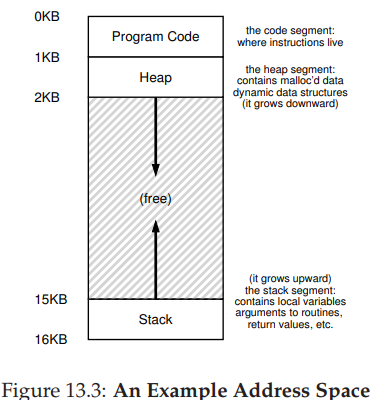 0KB
Program Code
the code segment:
where instructions live
1KB
Heap
the heap segment:
contains malloc'd data
dynamic data structures
(it grows downward)
2KB
(free)
(it grows upward)
the stack segment:
contains local variables
arguments to routines,
return values, etc.
15KB
Stack
16KB
Figure 13.3: An Example Address Space